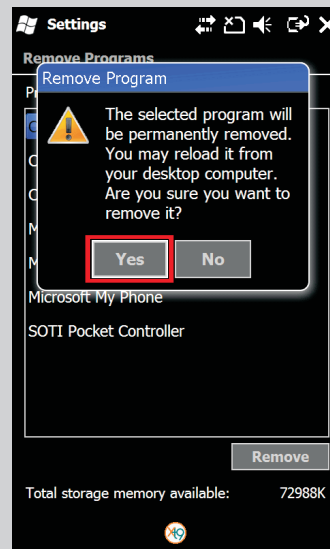 Settings
Remove Programs
Remove Program
The selected program will
be permanently removed.
You may reload it from
your desktop computer.
Are you sure you want to
remove it?
Yes No
Microsoft My Phone
SOTI Pocket Controller
Remove
Total storage memory available: 72988K